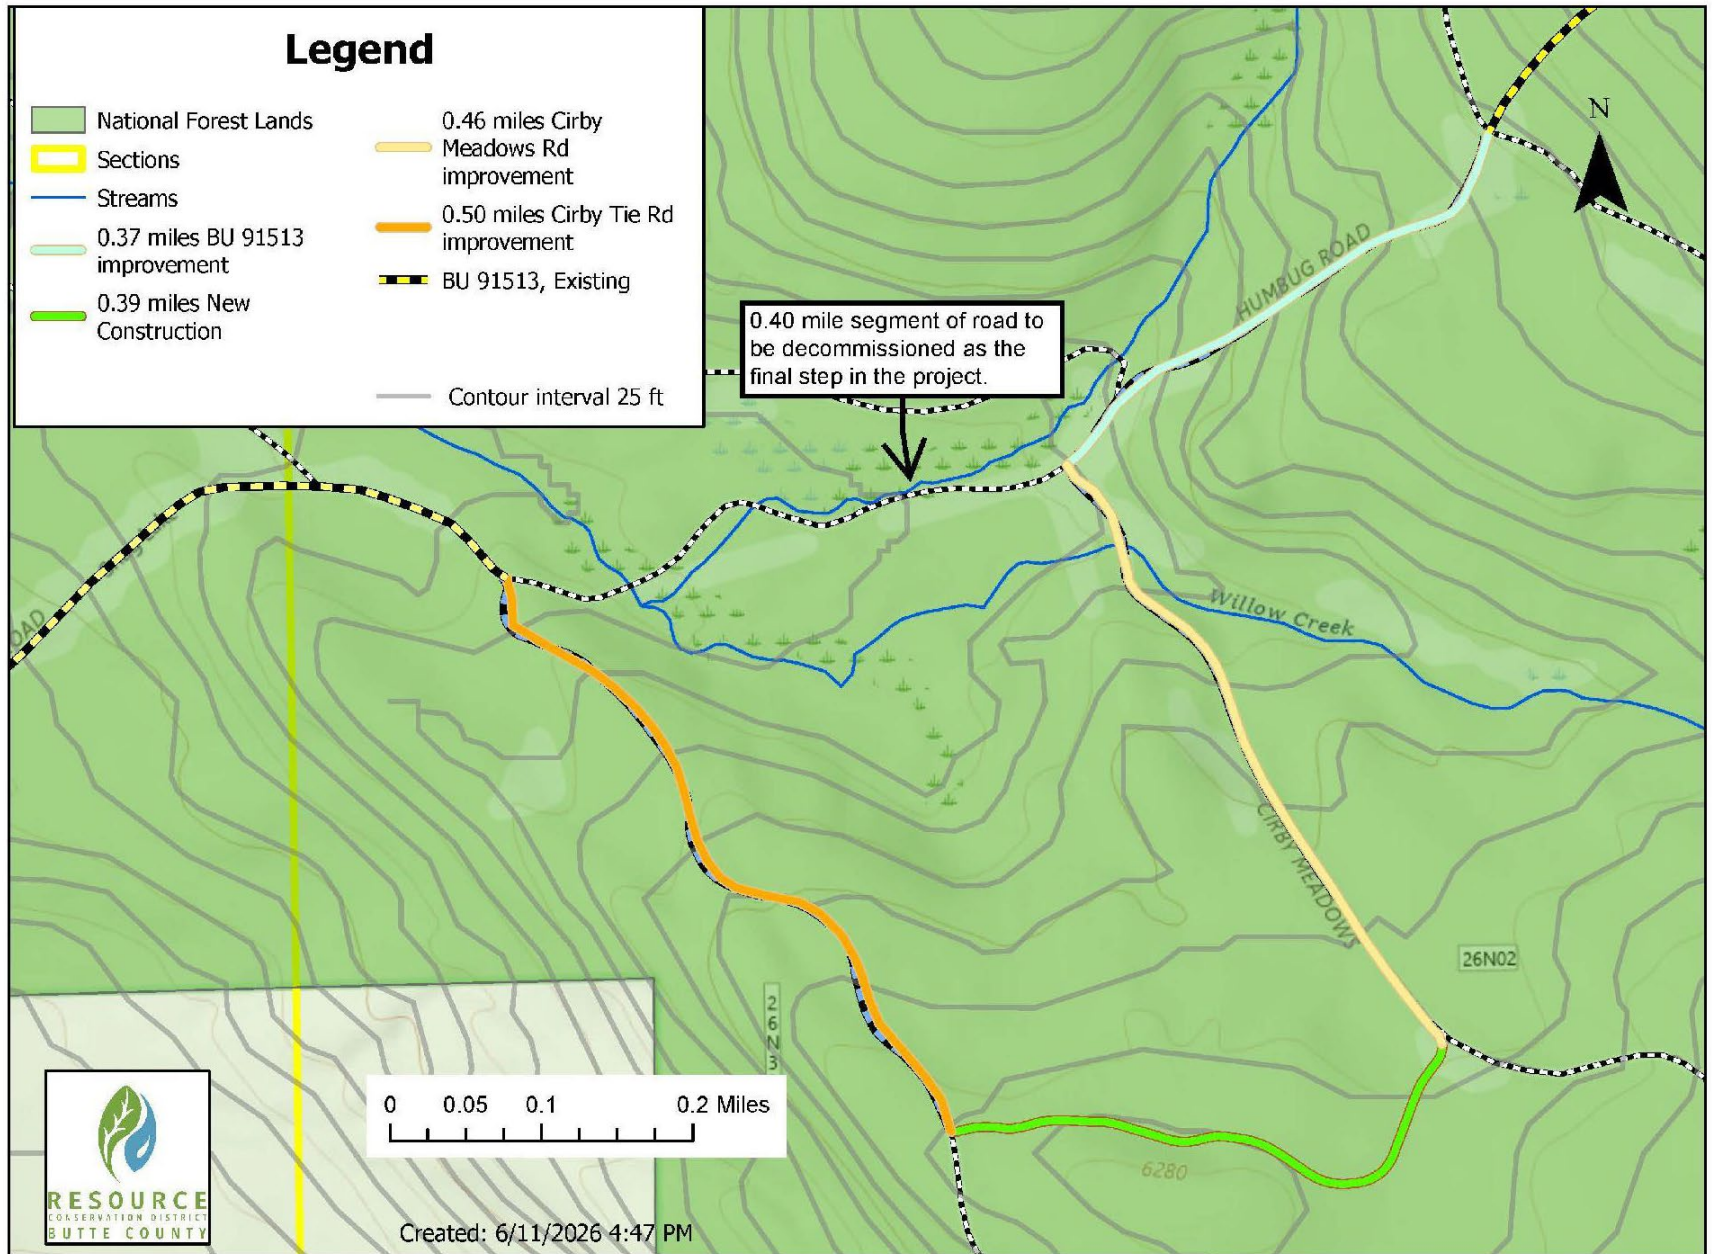 Legend
National Forest Lands
Sections
Streams
0.37 miles BU 91513
improvement
0.39 miles New
Construction
0.46 miles Cirby
Meadows Rd
improvement
0.50 miles Cirby Tie Rd
improvement
BU 91513, Existing
Contour interval 25 ft
N
HUMBUG ROAD
0.40 mile segment of road to
be decommissioned as the
final step in the project.
OAD
Willow Creek
CIRBY MEADOWS
26N02
26N3
6280
0 0.05 0.1 0.2 Miles
RESOURCE
CONSERVATION DISTRICT
BUTTE COUNTY
Created: 6/11/2026 4:47 PM